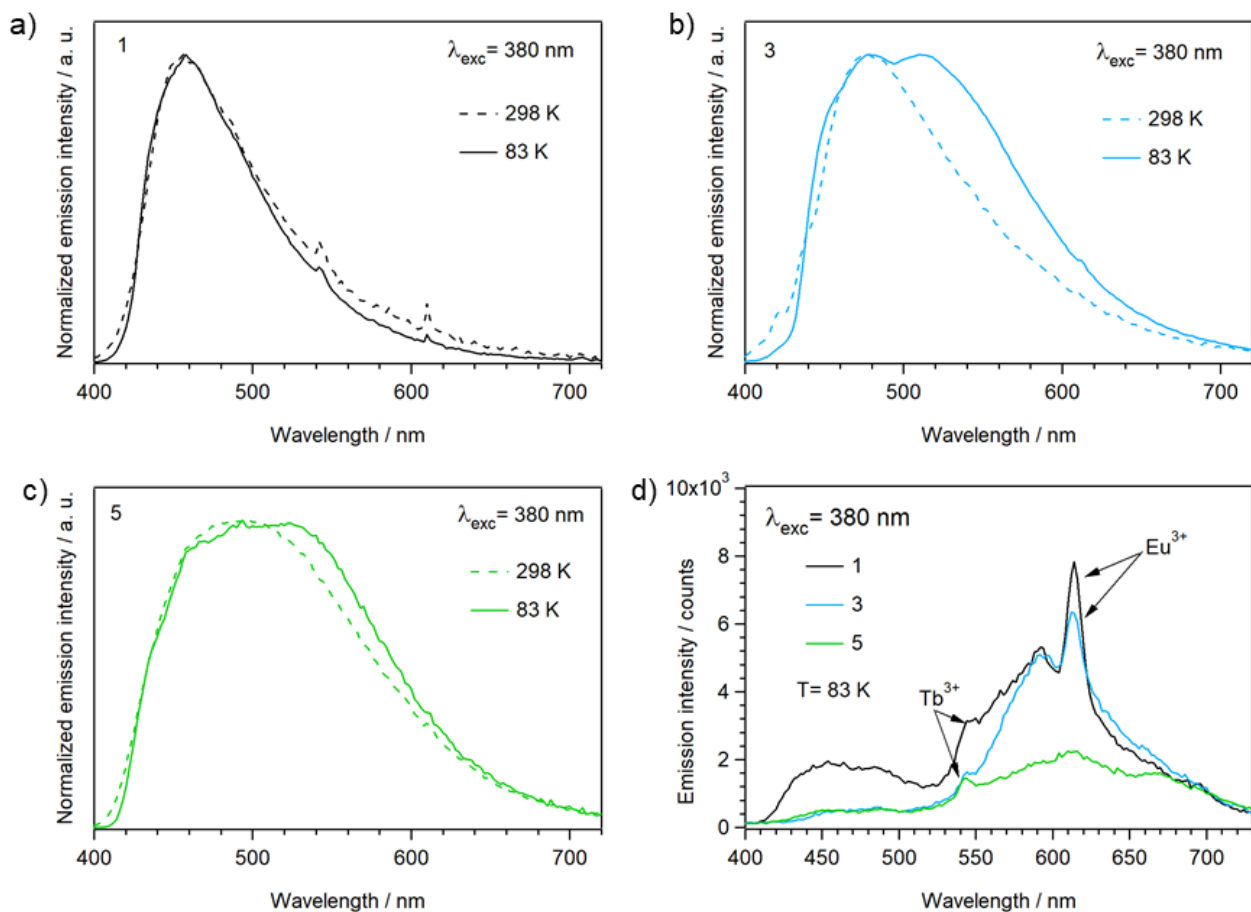 a)
1
λexc= 380 nm
298 K
83 K
Normalized emission intensity / a. u.
400 500 600 700
Wavelength / nm
b)
3
λexc= 380 nm
298 K
83 K
Normalized emission intensity / a. u.
400 500 600 700
Wavelength / nm
c)
5
λexc= 380 nm
298 K
83 K
Normalized emission intensity / a. u.
400 500 600 700
Wavelength / nm
d)
10x10³
8
6
4
2
0
λexc= 380 nm
1
3
5
T= 83 K
Tb³⁺
Eu³⁺
Emission intensity / counts
400 450 500 550 600 650 700
Wavelength / nm